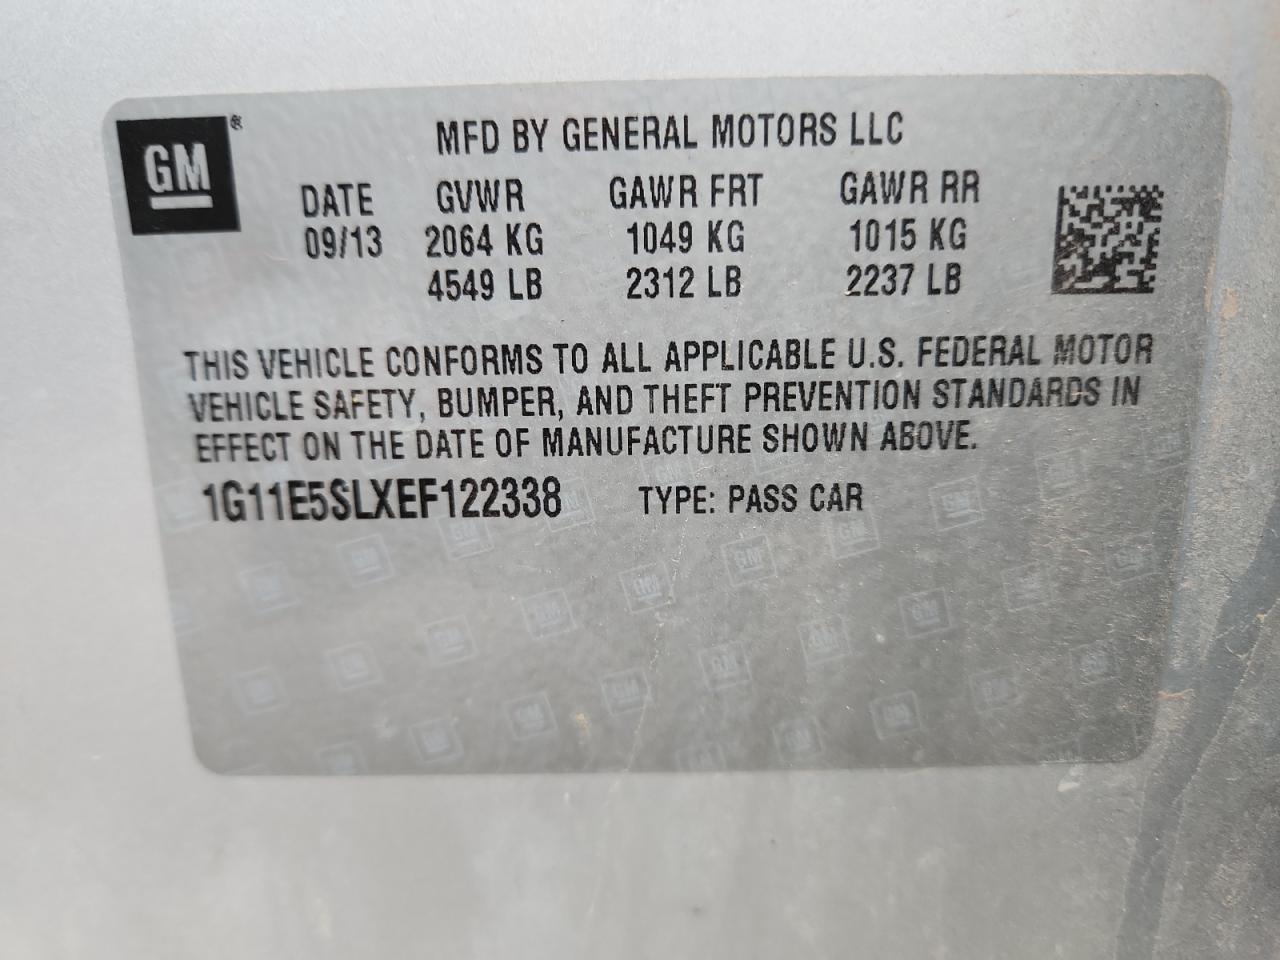 GM®
MFD BY GENERAL MOTORS LLC
DATE GVWR GAWR FRT GAWR RR
09/13 2064 KG 1049 KG 1015 KG
4549 LB 2312 LB 2237 LB
THIS VEHICLE CONFORMS TO ALL APPLICABLE U.S. FEDERAL MOTOR
VEHICLE SAFETY, BUMPER, AND THEFT PREVENTION STANDARDS IN
EFFECT ON THE DATE OF MANUFACTURE SHOWN ABOVE.
1G11E5SLXEF122338 TYPE: PASS CAR